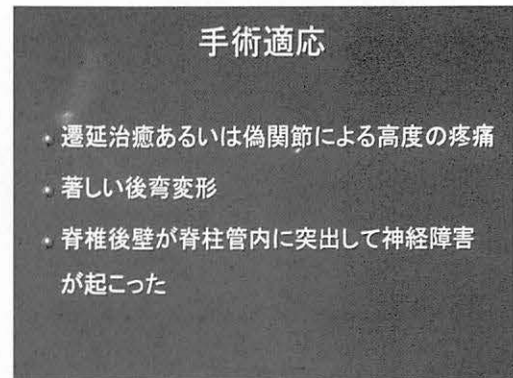 手術適応
• 遷延治癒あるいは偽関節による高度の疼痛
• 著しい後弯変形
• 脊椎後壁が脊柱管内に突出して神経障害
が起こった